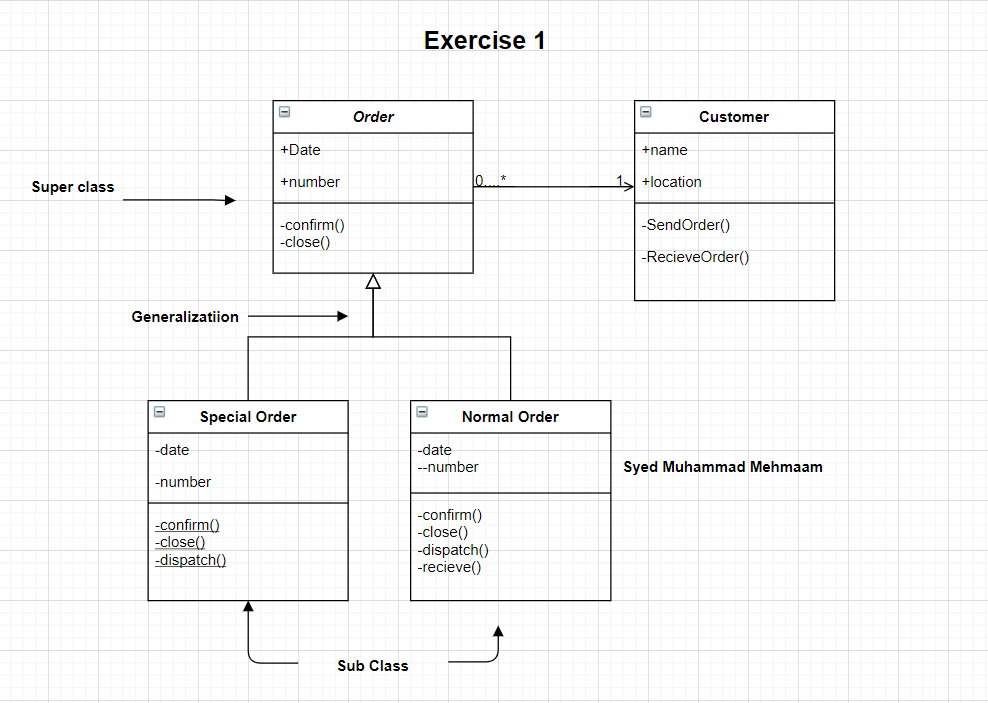 Exercise 1
Order
+Date
+number
-confirm()
-close()
Customer
+name
+location
-SendOrder()
-RecieveOrder()
0....*
1
Super class
Generalizatiion
Special Order
-date
-number
-confirm()
-close()
-dispatch()
Normal Order
-date
--number
-confirm()
-close()
-dispatch()
-recieve()
Syed Muhammad Mehmaam
Sub Class